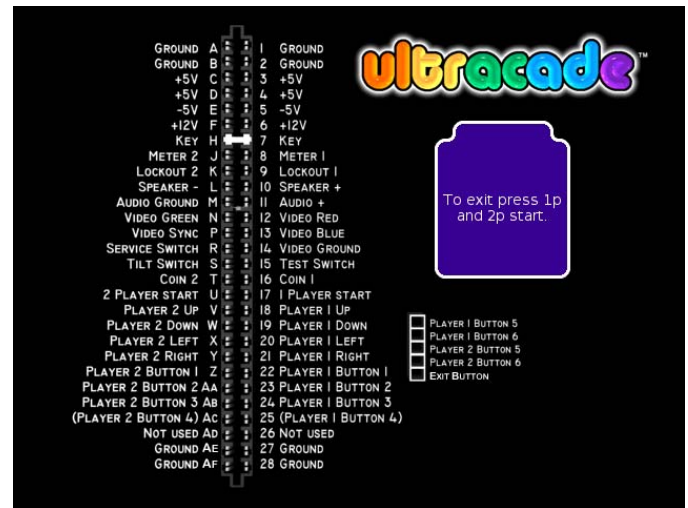 GROUND A 1 GROUND
GROUND B 2 GROUND
+5V C 3 +5V
+5V D 4 +5V
-5V E 5 -5V
+12V F 6 +12V
KEY H 7 KEY
METER 2 J 8 METER 1
LOCKOUT 2 K 9 LOCKOUT 1
SPEAKER - L 10 SPEAKER +
AUDIO GROUND M 11 AUDIO +
VIDEO GREEN N 12 VIDEO RED
VIDEO SYNC P 13 VIDEO BLUE
SERVICE SWITCH R 14 VIDEO GROUND
TILT SWITCH S 15 TEST SWITCH
COIN 2 T 16 COIN 1
2 PLAYER START U 17 1 PLAYER START
PLAYER 2 UP V 18 PLAYER 1 UP
PLAYER 2 DOWN W 19 PLAYER 1 DOWN
PLAYER 2 LEFT X 20 PLAYER 1 LEFT
PLAYER 2 RIGHT Y 21 PLAYER 1 RIGHT
PLAYER 2 BUTTON 1 Z 22 PLAYER 1 BUTTON 1
PLAYER 2 BUTTON 2 AA 23 PLAYER 1 BUTTON 2
PLAYER 2 BUTTON 3 AB 24 PLAYER 1 BUTTON 3
(PLAYER 2 BUTTON 4) AC 25 (PLAYER 1 BUTTON 4)
NOT USED AD 26 NOT USED
GROUND AE 27 GROUND
GROUND AF 28 GROUND
ultracade™
To exit press 1p
and 2p start.
PLAYER 1 BUTTON 5
PLAYER 1 BUTTON 6
PLAYER 2 BUTTON 5
PLAYER 2 BUTTON 6
EXIT BUTTON